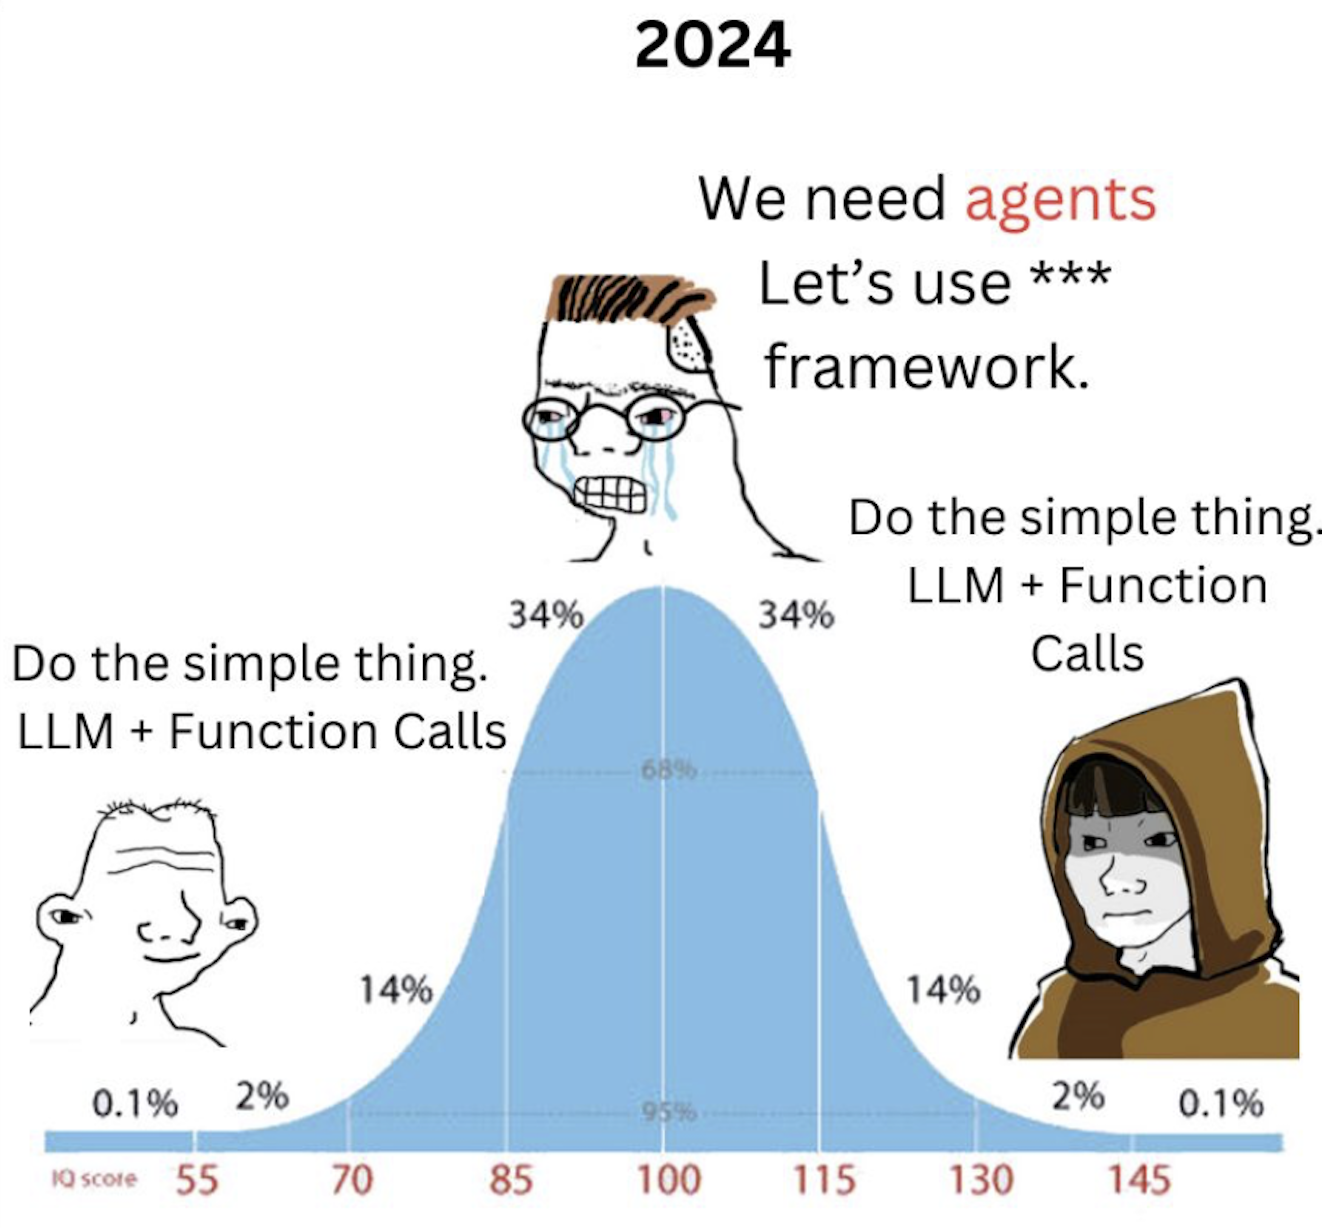 2024
We need agents
Let’s use ***
framework.
Do the simple thing.
LLM + Function
Calls
34%
34%
Do the simple thing.
LLM + Function Calls
68%
14%
14%
0.1%
2%
95%
2%
0.1%
IQ score
55
70
85
100
115
130
145